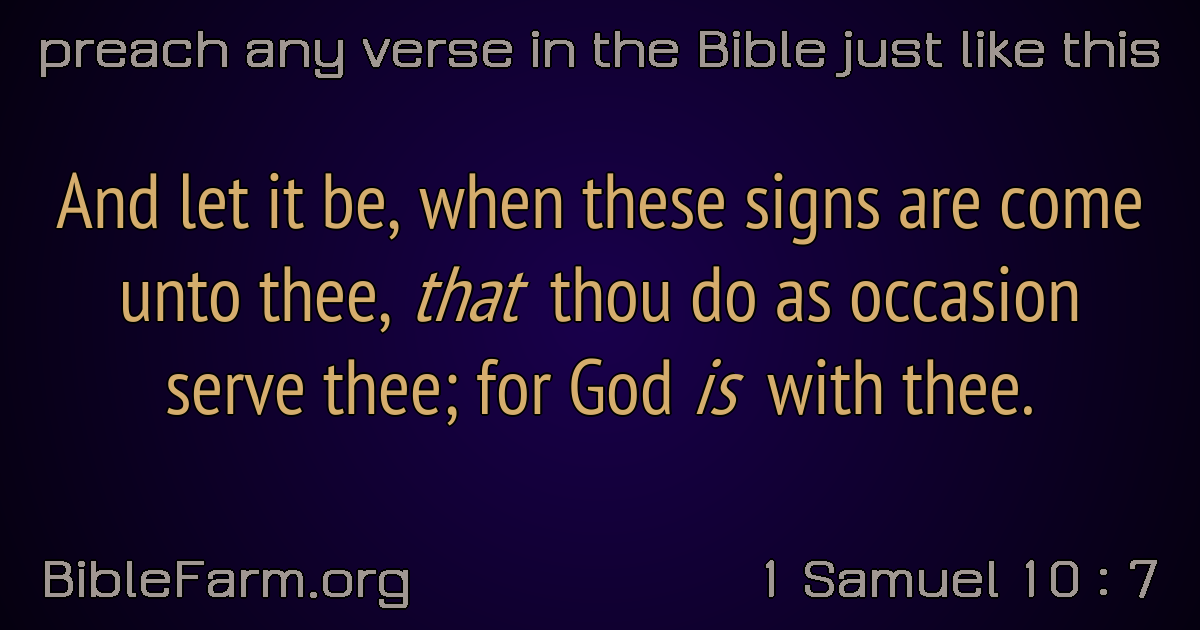 preach any verse in the Bible just like this
And let it be, when these signs are come
unto thee, that thou do as occasion
serve thee; for God is with thee.
BibleFarm.org
1 Samuel 10 : 7